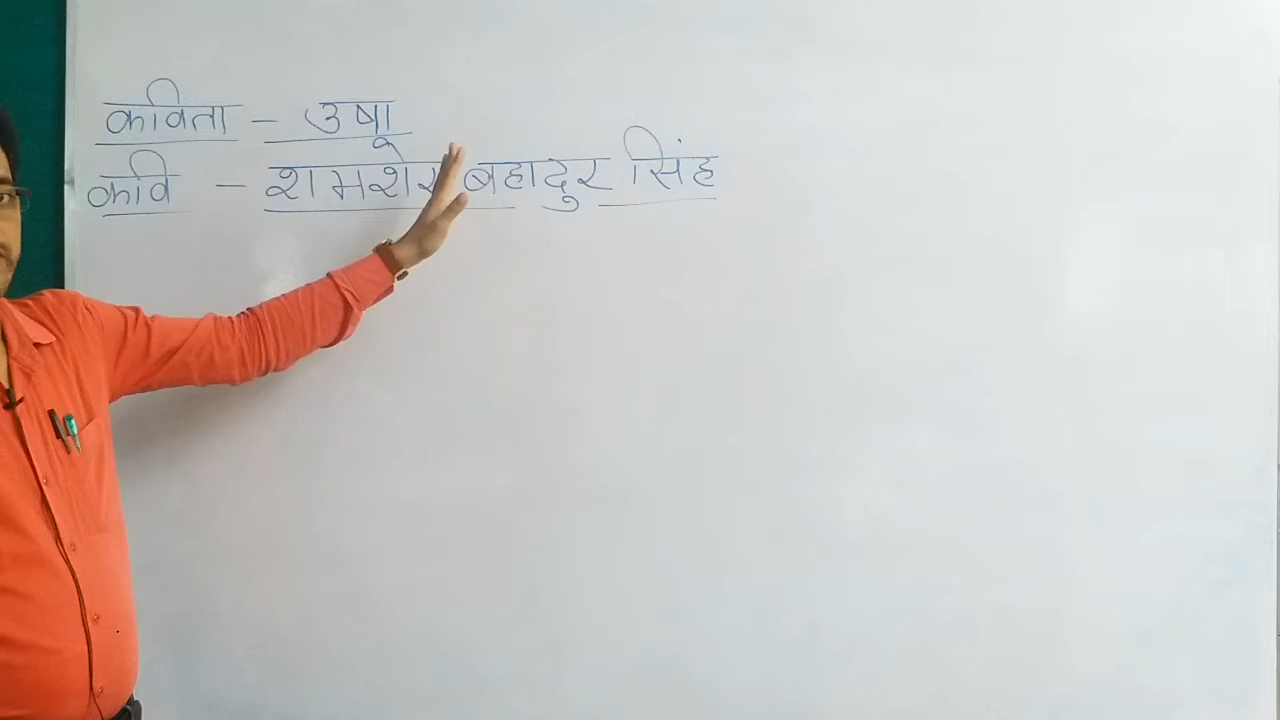 कविता - उषा
कवि - शमशेर बहादुर सिंह